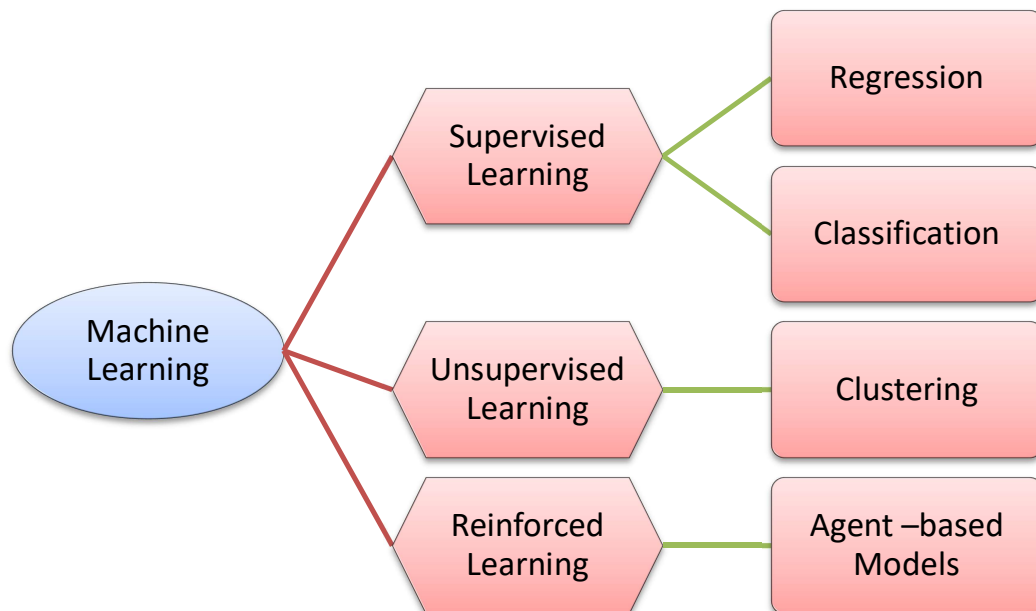 Machine
Learning
Supervised
Learning
Regression
Classification
Unsupervised
Learning
Clustering
Reinforced
Learning
Agent –based
Models